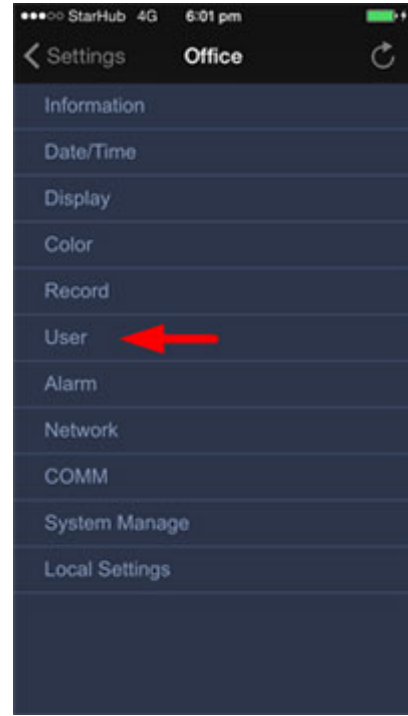 StarHub 4G 6:01 pm
Settings Office
Information
Date/Time
Display
Color
Record
User
Alarm
Network
COMM
System Manage
Local Settings